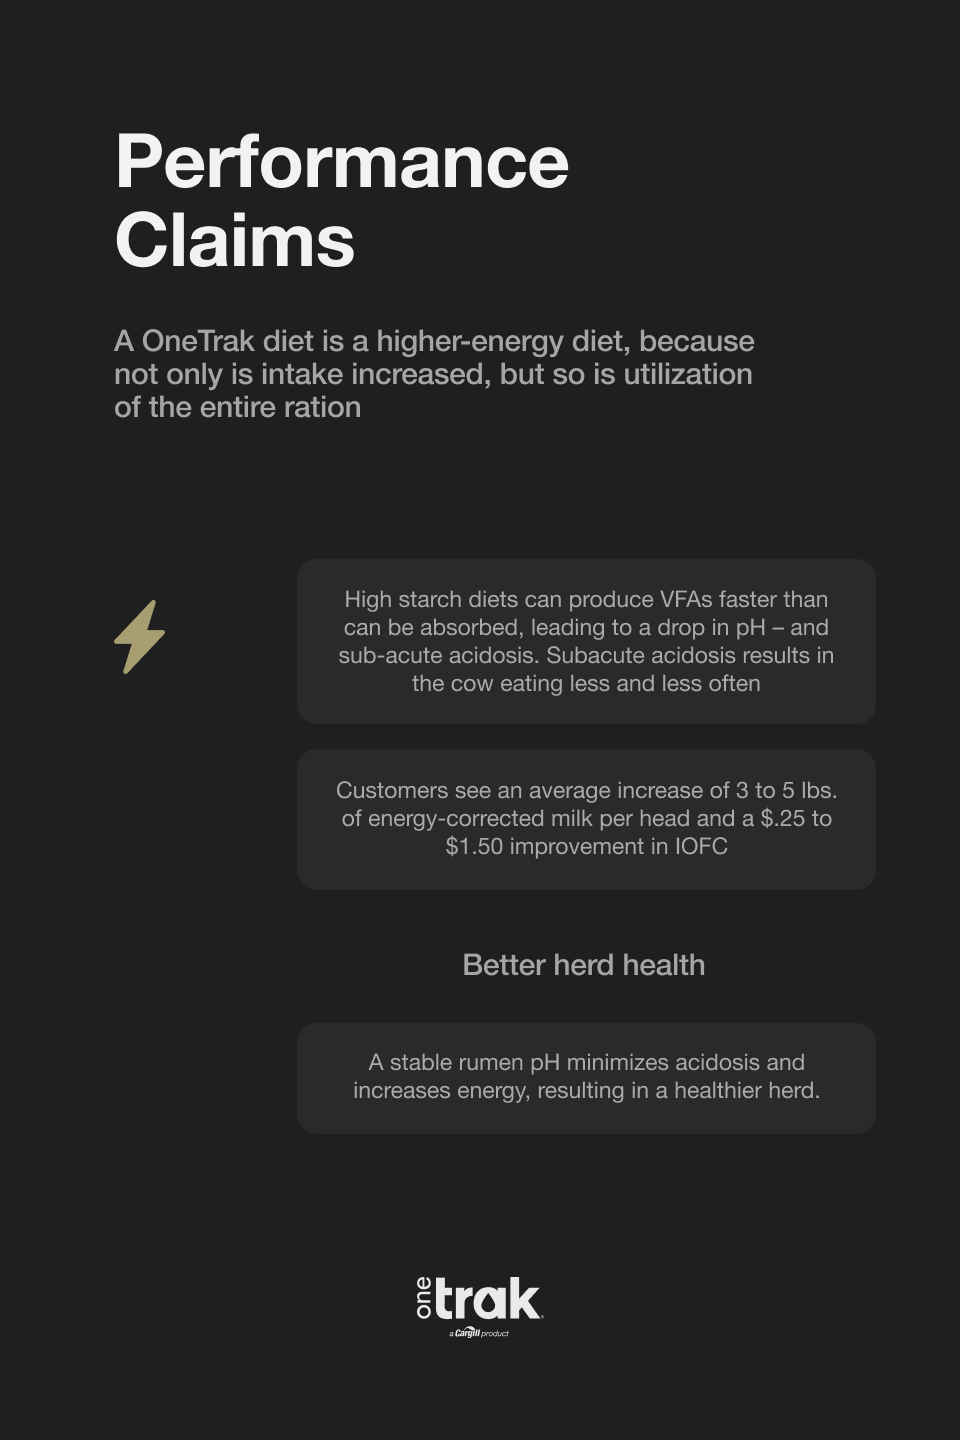 Performance
Claims
A OneTrak diet is a higher-energy diet, because
not only is intake increased, but so is utilization
of the entire ration
High starch diets can produce VFAs faster than
can be absorbed, leading to a drop in pH – and
sub-acute acidosis. Subacute acidosis results in
the cow eating less and less often
Customers see an average increase of 3 to 5 lbs.
of energy-corrected milk per head and a $.25 to
$1.50 improvement in IOFC
Better herd health
A stable rumen pH minimizes acidosis and
increases energy, resulting in a healthier herd.
one trak
a Cargill product